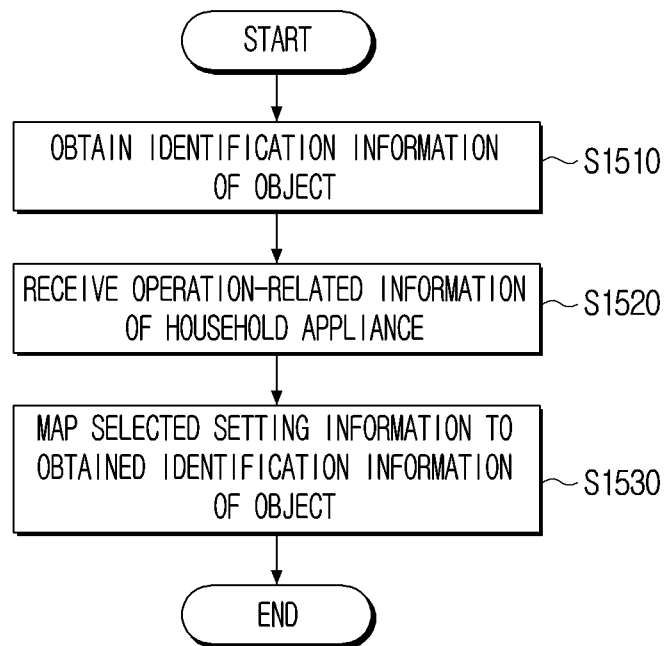 START
OBTAIN IDENTIFICATION INFORMATION
OF OBJECT
S1510
RECEIVE OPERATION-RELATED INFORMATION
OF HOUSEHOLD APPLIANCE
S1520
MAP SELECTED SETTING INFORMATION TO
OBTAINED IDENTIFICATION INFORMATION
OF OBJECT
S1530
END